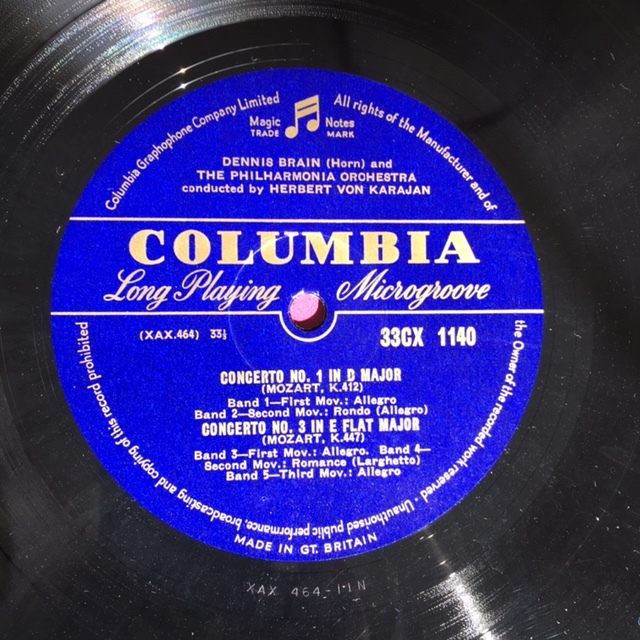 Columbia Graphophone Company Limited
All rights of the Manufacturer and of
the Owner of the recorded work reserved · Unauthorised public performance, broadcasting and copying of this record prohibited
Magic Notes
TRADE MARK
DENNIS BRAIN (Horn) and
THE PHILHARMONIA ORCHESTRA
conducted by HERBERT VON KARAJAN
COLUMBIA
Long Playing Microgroove
(XAX.464) 33⅓ 33CX 1140
CONCERTO NO. 1 IN D MAJOR
(MOZART, K.412)
Band 1—First Mov.: Allegro
Band 2—Second Mov.: Rondo (Allegro)
CONCERTO NO. 3 IN E FLAT MAJOR
(MOZART, K.447)
Band 3—First Mov.: Allegro. Band 4—
Second Mov.: Romance (Larghetto)
Band 5—Third Mov.: Allegro
MADE IN GT. BRITAIN
XAX 464-11N